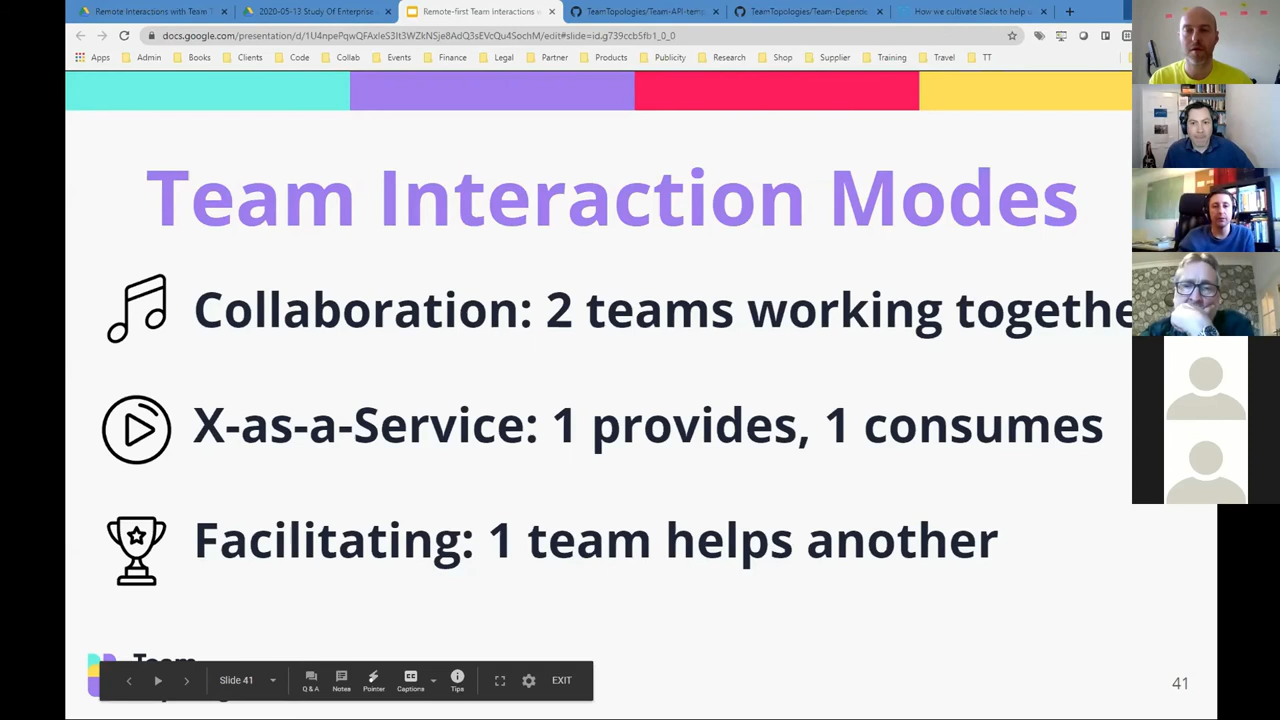 Remote Interactions with Team T
2020-05-13 Study Of Enterprise
Remote-first Team Interactions w
TeamTopologies/Team-API-temp
TeamTopologies/Team-Depende
How we cultivate Slack to help u
docs.google.com/presentation/d/1U4npePqwQFAxleS3It3WZkNSje8AdQ3sEVcQu4SochM/edit#slide=id.g739ccb5fb1_0_0
Apps Admin Books Clients Code Collab Events Finance Legal Partner Products Publicity Research Shop Supplier Training Travel TT
Team Interaction Modes
Collaboration: 2 teams working togethe
X-as-a-Service: 1 provides, 1 consumes
Facilitating: 1 team helps another
Team
Slide 41 Q & A Notes Pointer Captions Tips EXIT
41